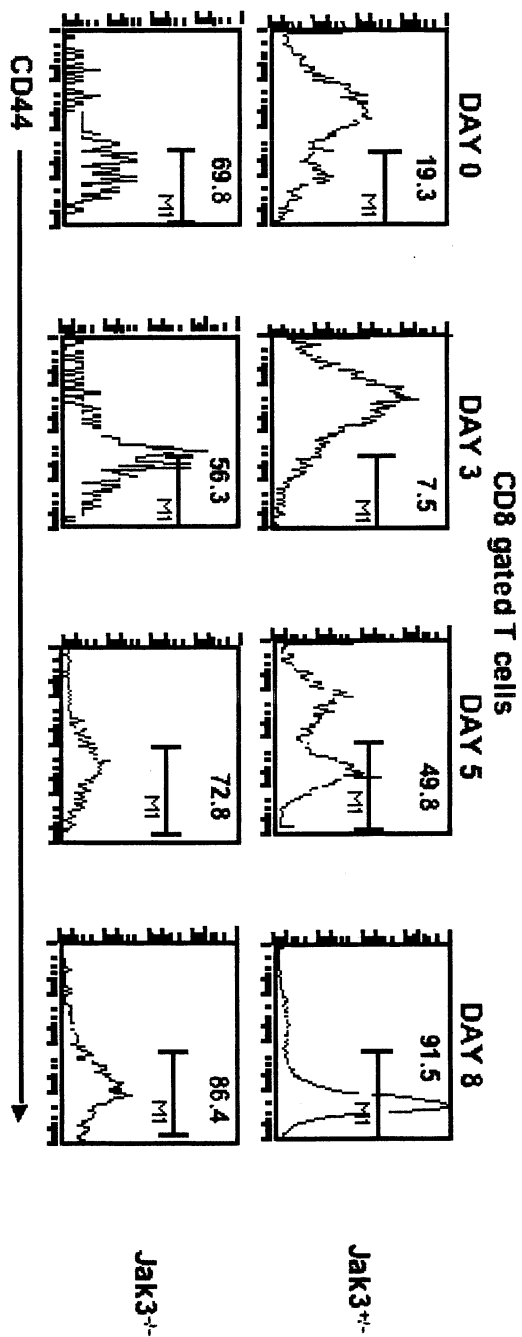 CD8 gated T cells
DAY 0 DAY 3 DAY 5 DAY 8
19.3 7.5 49.8 91.5
M1 M1 M1 M1
Jak3+/-
69.8 56.3 72.8 86.4
M1 M1 M1 M1
Jak3-/-
CD44